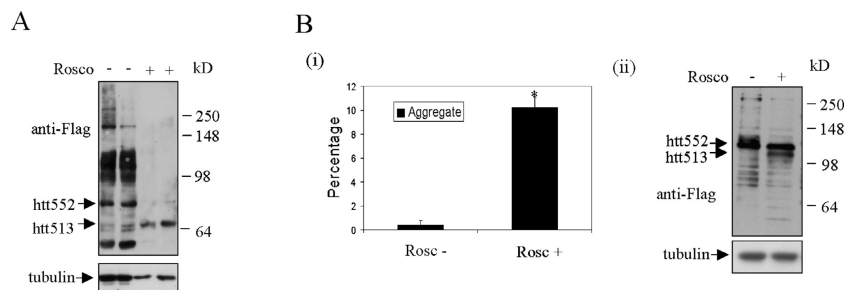 A
Rosco - - + + kD
anti-Flag
250
148
98
htt552
htt513
64
tubulin
B
(i)
Percentage
12
10
8
6
4
2
0
Aggregate
*
Rosc -
Rosc +
(ii)
Rosco - + kD
250
148
htt552
htt513
98
anti-Flag
64
tubulin